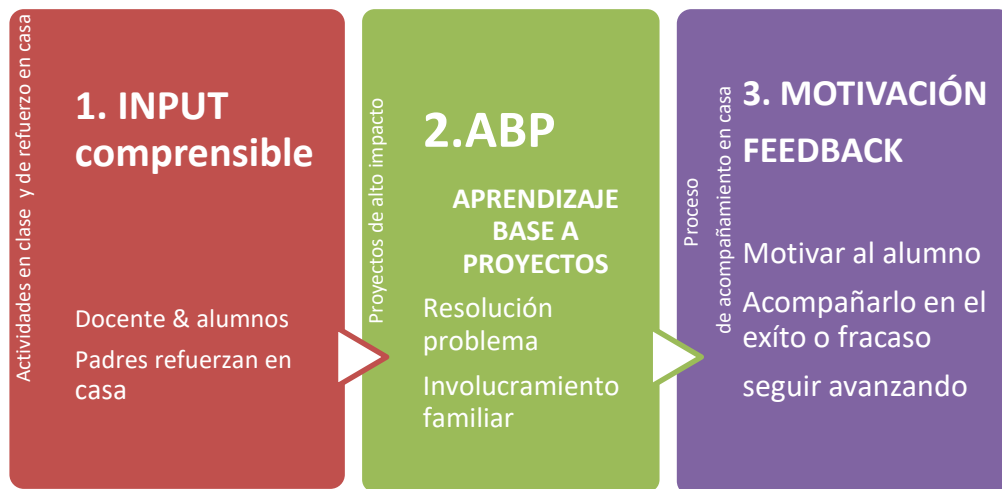 Actividades en clase y de refuerzo en casa
1. INPUT
comprensible
Docente & alumnos
Padres refuerzan en
casa
Proyectos de alto impacto
2.ABP
APRENDIZAJE
BASE A
PROYECTOS
Resolución
problema
Involucramiento
familiar
Proceso
de acompañamiento en casa
3. MOTIVACIÓN
FEEDBACK
Motivar al alumno
Acompañarlo en el
exíto o fracaso
seguir avanzando